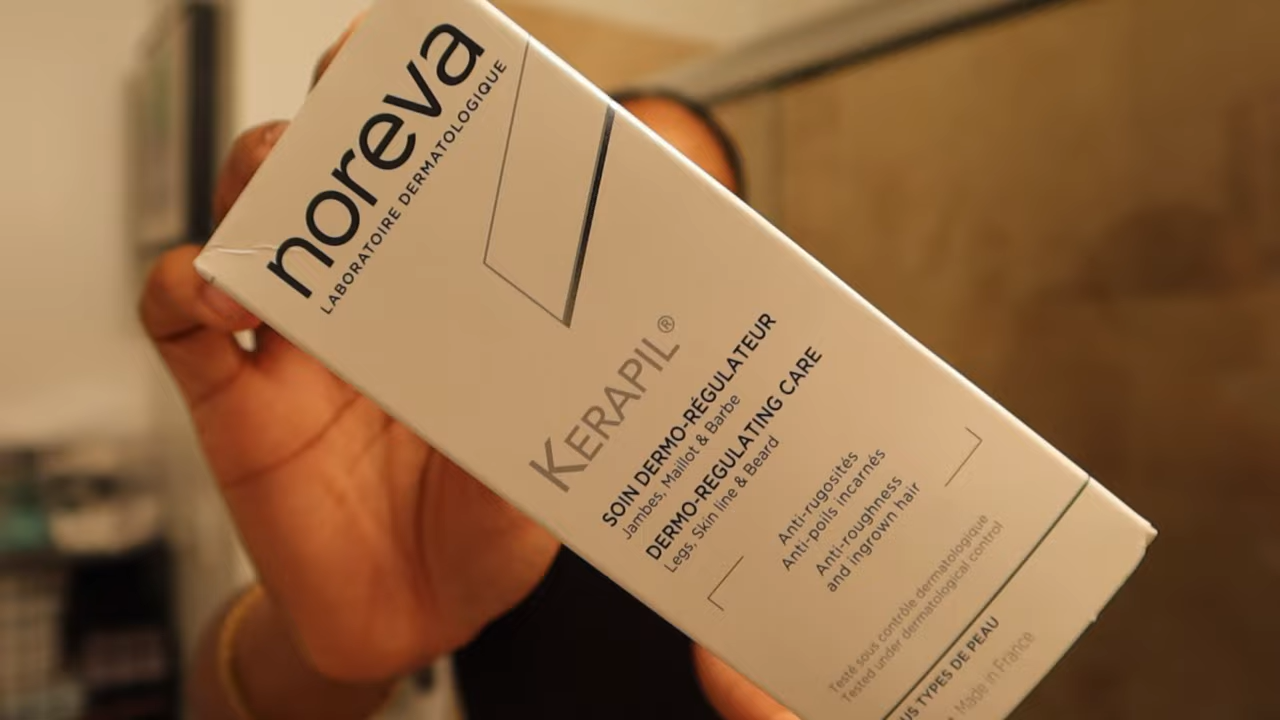 noreva
LABORATOIRE DERMATOLOGIQUE
KERAPIL®
SOIN DERMO-RÉGULATEUR
Jambes, Maillot & Barbe
DERMO-REGULATING CARE
Legs, Skin line & Beard
Anti-rugosités
Anti-poils incarnés
Anti-roughness
and ingrown hair
Testé sous contrôle dermatologique
Tested under dermatological control
TYPES DE PEAU
Made in France